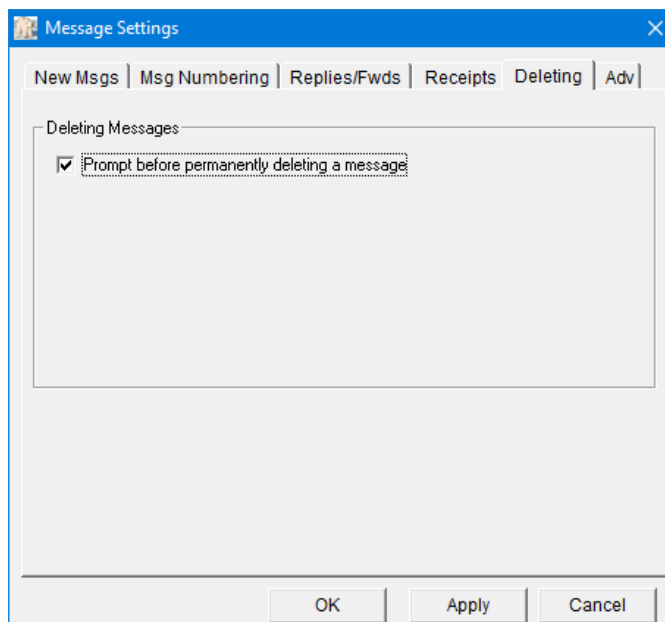 Message Settings
New Msgs Msg Numbering Replies/Fwds Receipts Deleting Adv
Deleting Messages
Prompt before permanently deleting a message
OK Apply Cancel